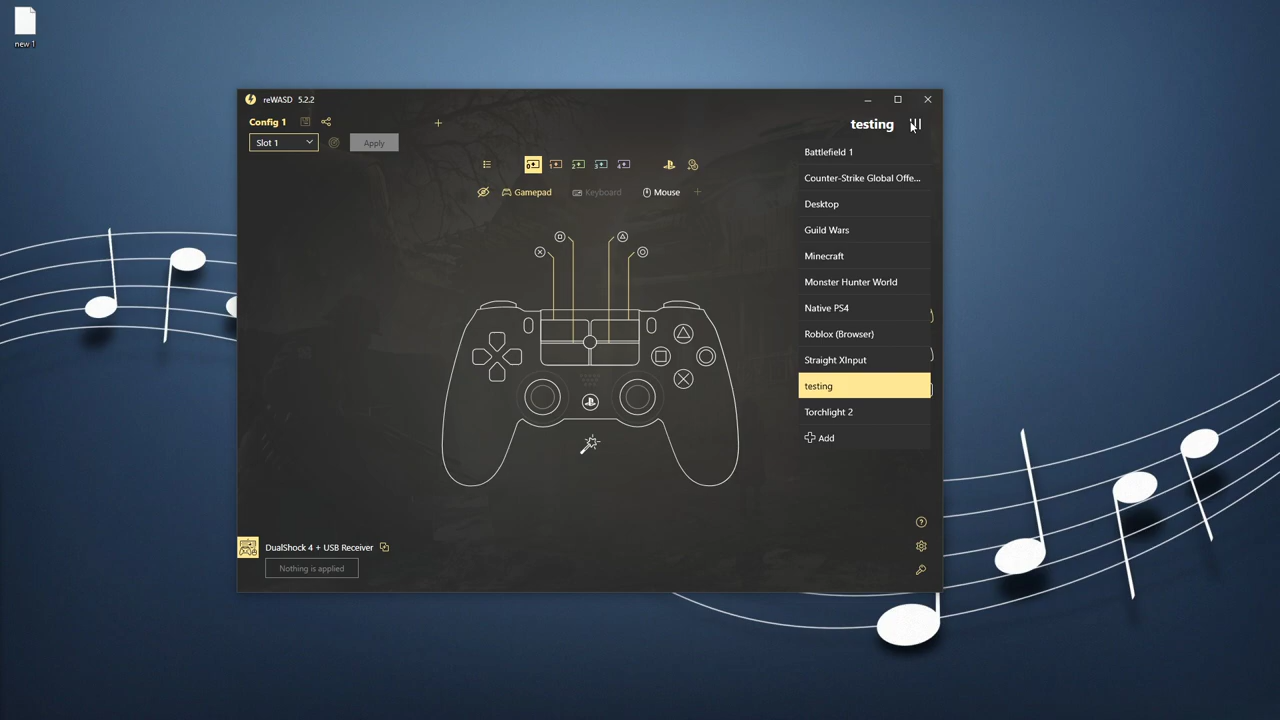 new 1
reWASD 5.2.2
Config 1
testing
Slot 1
Apply
Gamepad
Keyboard
Mouse
Battlefield 1
Counter-Strike Global Offe...
Desktop
Guild Wars
Minecraft
Monster Hunter World
Native PS4
Roblox (Browser)
Straight XInput
testing
Torchlight 2
Add
DualShock 4 + USB Receiver
Nothing is applied